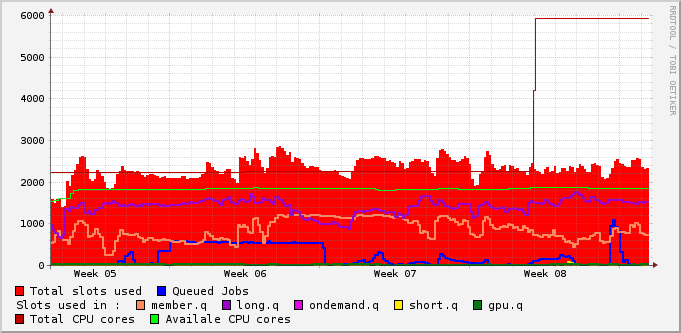 RRDTOOL / TOBI OETIKER
6000
5000
4000
3000
2000
1000
0
Week 05 Week 06 Week 07 Week 08
Total slots used Queued Jobs
Slots used in : member.q long.q ondemand.q short.q gpu.q
Total CPU cores Availale CPU cores